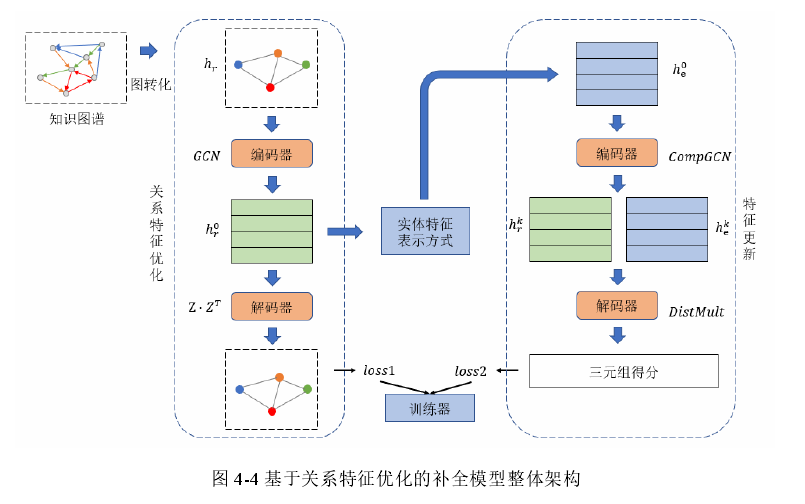 知识图谱
图转化
关系特征优化
h_r
GCN
编码器
h_r^0
Z · Z^T
解码器
实体特征
表示方式
loss1
loss2
训练器
h_e^0
编码器
CompGCN
h_r^k
h_e^k
特征更新
解码器
DistMult
三元组得分
图 4-4 基于关系特征优化的补全模型整体架构